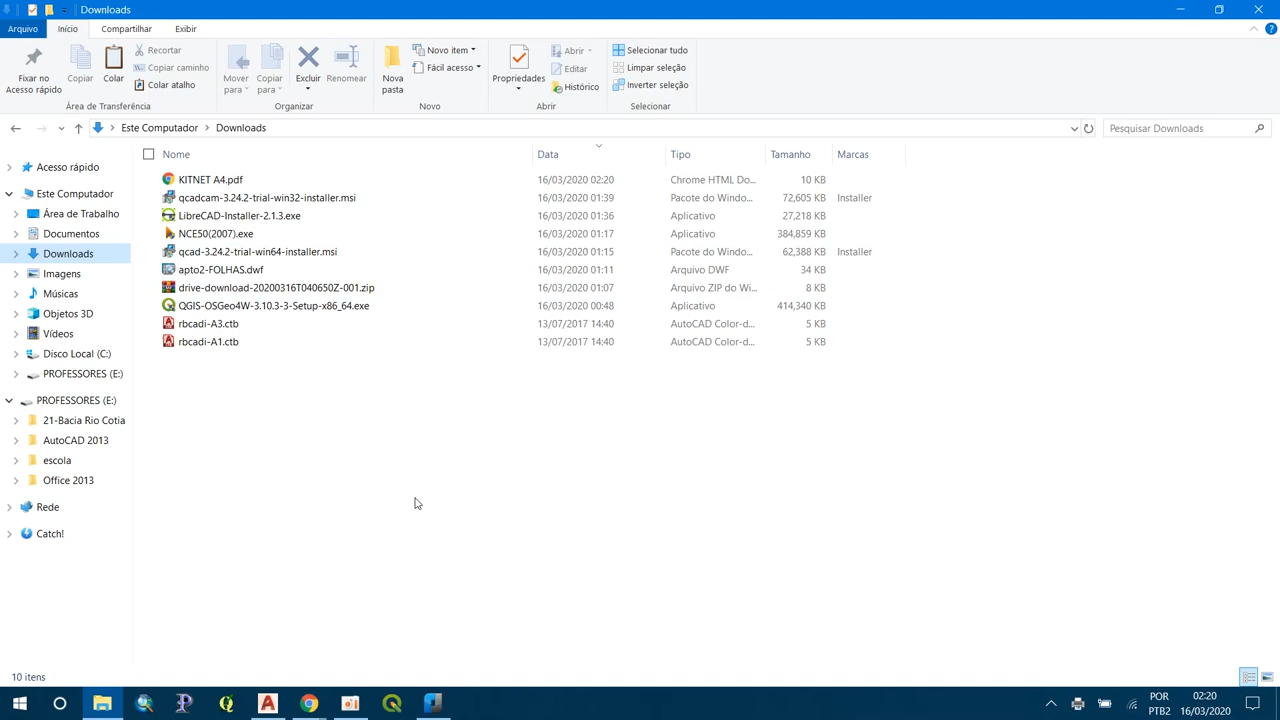 Downloads
Arquivo Início Compartilhar Exibir
Fixar no Acesso rápido
Copiar
Colar
Recortar
Copiar caminho
Colar atalho
Área de Transferência
Mover para
Copiar para
Excluir
Renomear
Organizar
Nova pasta
Novo item
Fácil acesso
Novo
Propriedades
Abrir
Editar
Histórico
Abrir
Selecionar tudo
Limpar seleção
Inverter seleção
Selecionar
Este Computador > Downloads
Pesquisar Downloads
Acesso rápido
Este Computador
Área de Trabalho
Documentos
Downloads
Imagens
Músicas
Objetos 3D
Vídeos
Disco Local (C:)
PROFESSORES (E:)
PROFESSORES (E:)
21-Bacia Rio Cotia
AutoCAD 2013
escola
Office 2013
Rede
Catch!
Nome Data Tipo Tamanho Marcas
KITNET A4.pdf 16/03/2020 02:20 Chrome HTML Do... 10 KB
qcadcam-3.24.2-trial-win32-installer.msi 16/03/2020 01:39 Pacote do Windo... 72,605 KB Installer
LibreCAD-Installer-2.1.3.exe 16/03/2020 01:36 Aplicativo 27,218 KB
NCE50(2007).exe 16/03/2020 01:17 Aplicativo 384,859 KB
qcad-3.24.2-trial-win64-installer.msi 16/03/2020 01:15 Pacote do Windo... 62,388 KB Installer
apto2-FOLHAS.dwf 16/03/2020 01:11 Arquivo DWF 34 KB
drive-download-20200316T040650Z-001.zip 16/03/2020 01:07 Arquivo ZIP do Wi... 8 KB
QGIS-OSGeo4W-3.10.3-3-Setup-x86_64.exe 16/03/2020 00:48 Aplicativo 414,340 KB
rbcadi-A3.ctb 13/07/2017 14:40 AutoCAD Color-d... 5 KB
rbcadi-A1.ctb 13/07/2017 14:40 AutoCAD Color-d... 5 KB
10 itens
POR
PTB2
02:20
16/03/2020